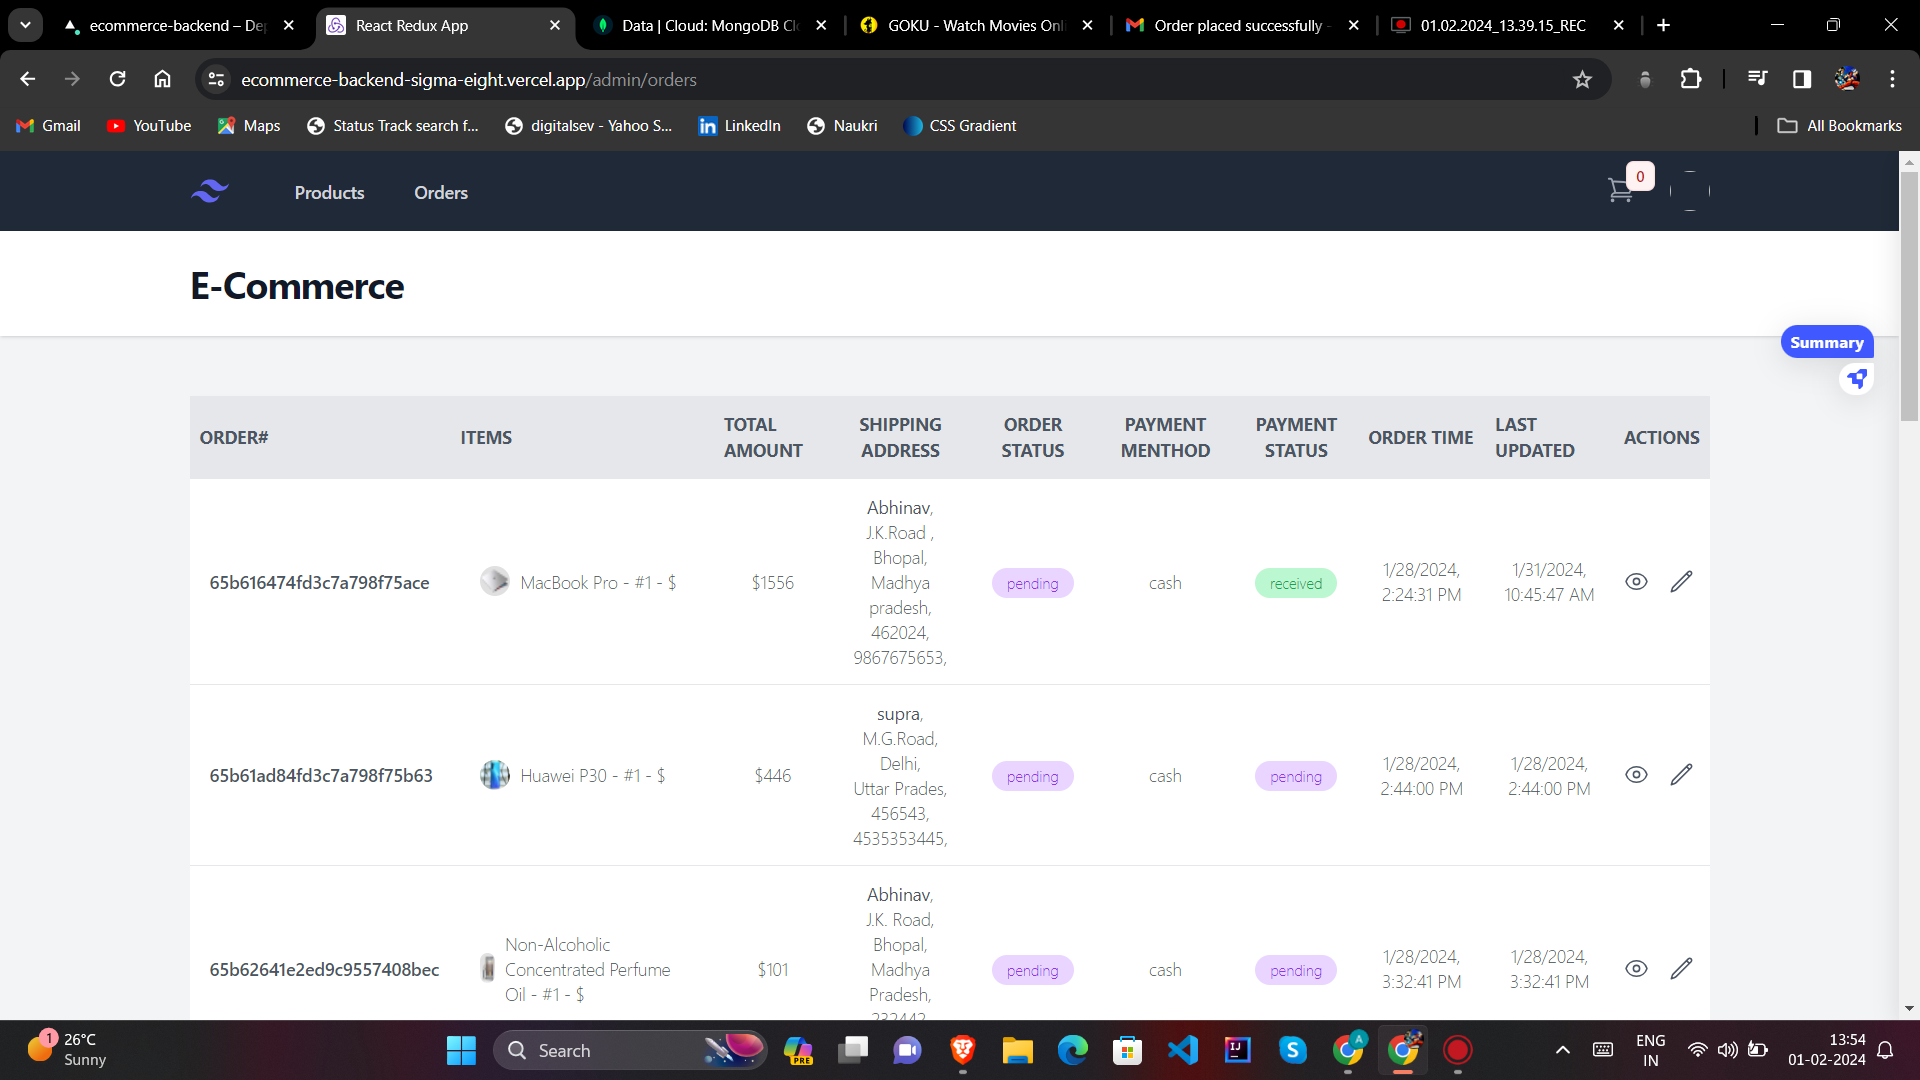 ecommerce-backend – De
React Redux App
Data | Cloud: MongoDB Cl
GOKU - Watch Movies Onl
Order placed successfully -
01.02.2024_13.39.15_REC
ecommerce-backend-sigma-eight.vercel.app/admin/orders
Gmail
YouTube
Maps
Status Track search f...
digitalsev - Yahoo S...
LinkedIn
Naukri
CSS Gradient
All Bookmarks
Products
Orders
0
E-Commerce
Summary
ORDER#
ITEMS
TOTAL
AMOUNT
SHIPPING
ADDRESS
ORDER
STATUS
PAYMENT
MENTHOD
PAYMENT
STATUS
ORDER TIME
LAST
UPDATED
ACTIONS
65b616474fd3c7a798f75ace
MacBook Pro - #1 - $
$1556
Abhinav,
J.K.Road ,
Bhopal,
Madhya
pradesh,
462024,
9867675653,
pending
cash
received
1/28/2024,
2:24:31 PM
1/31/2024,
10:45:47 AM
65b61ad84fd3c7a798f75b63
Huawei P30 - #1 - $
$446
supra,
M.G.Road,
Delhi,
Uttar Prades,
456543,
4535353445,
pending
cash
pending
1/28/2024,
2:44:00 PM
1/28/2024,
2:44:00 PM
65b62641e2ed9c9557408bec
Non-Alcoholic
Concentrated Perfume
Oil - #1 - $
$101
Abhinav,
J.K. Road,
Bhopal,
Madhya
Pradesh,
232442
pending
cash
pending
1/28/2024,
3:32:41 PM
1/28/2024,
3:32:41 PM
1
26°C
Sunny
Search
PRE
A
ENG
IN
13:54
01-02-2024